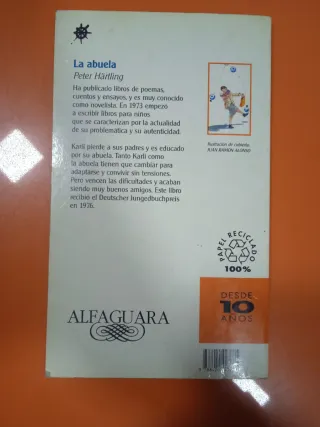 La abuela
Peter Härtling
Ha publicado libros de poemas,
cuentos y ensayos, y es muy conocido
como novelista. En 1973 empezó
a escribir libros para niños
que se caracterizan por la actualidad
de su problemática y su autenticidad.
Karli pierde a sus padres y es educado
por su abuela. Tanto Karli como
la abuela tienen que cambiar para
adaptarse y convivir sin tensiones.
Pero vencen las dificultades y acaban
siendo muy buenos amigos. Este libro
recibió el Deutscher Jungedbuchpreis
en 1976.
Ilustración de cubierta:
JUAN RAMÓN ALONSO
PAPEL RECICLADO
100%
DESDE
10
AÑOS
ALFAGUARA